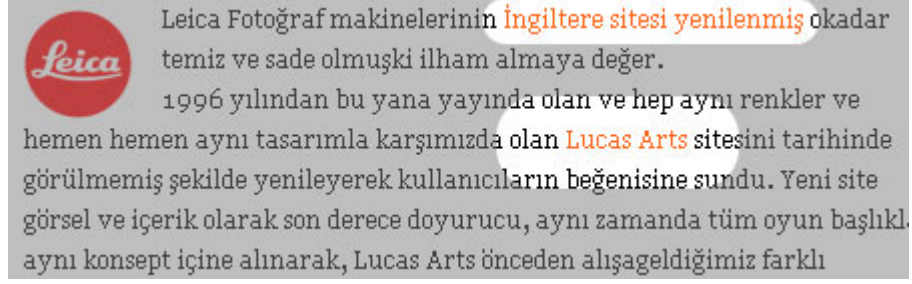 Leica
Leica Fotoğraf makinelerinin İngiltere sitesi yenilenmiş okadar
temiz ve sade olmuşki ilham almaya değer.
1996 yılından bu yana yayında olan ve hep aynı renkler ve
hemen hemen aynı tasarımla karşımızda olan Lucas Arts sitesini tarihinde
görülmemiş şekilde yenileyerek kullanıcıların beğenisine sundu. Yeni site
görsel ve içerik olarak son derece doyurucu, aynı zamanda tüm oyun
aynı konsept içine alınarak, Lucas Arts önceden alışageldiğimiz farklı